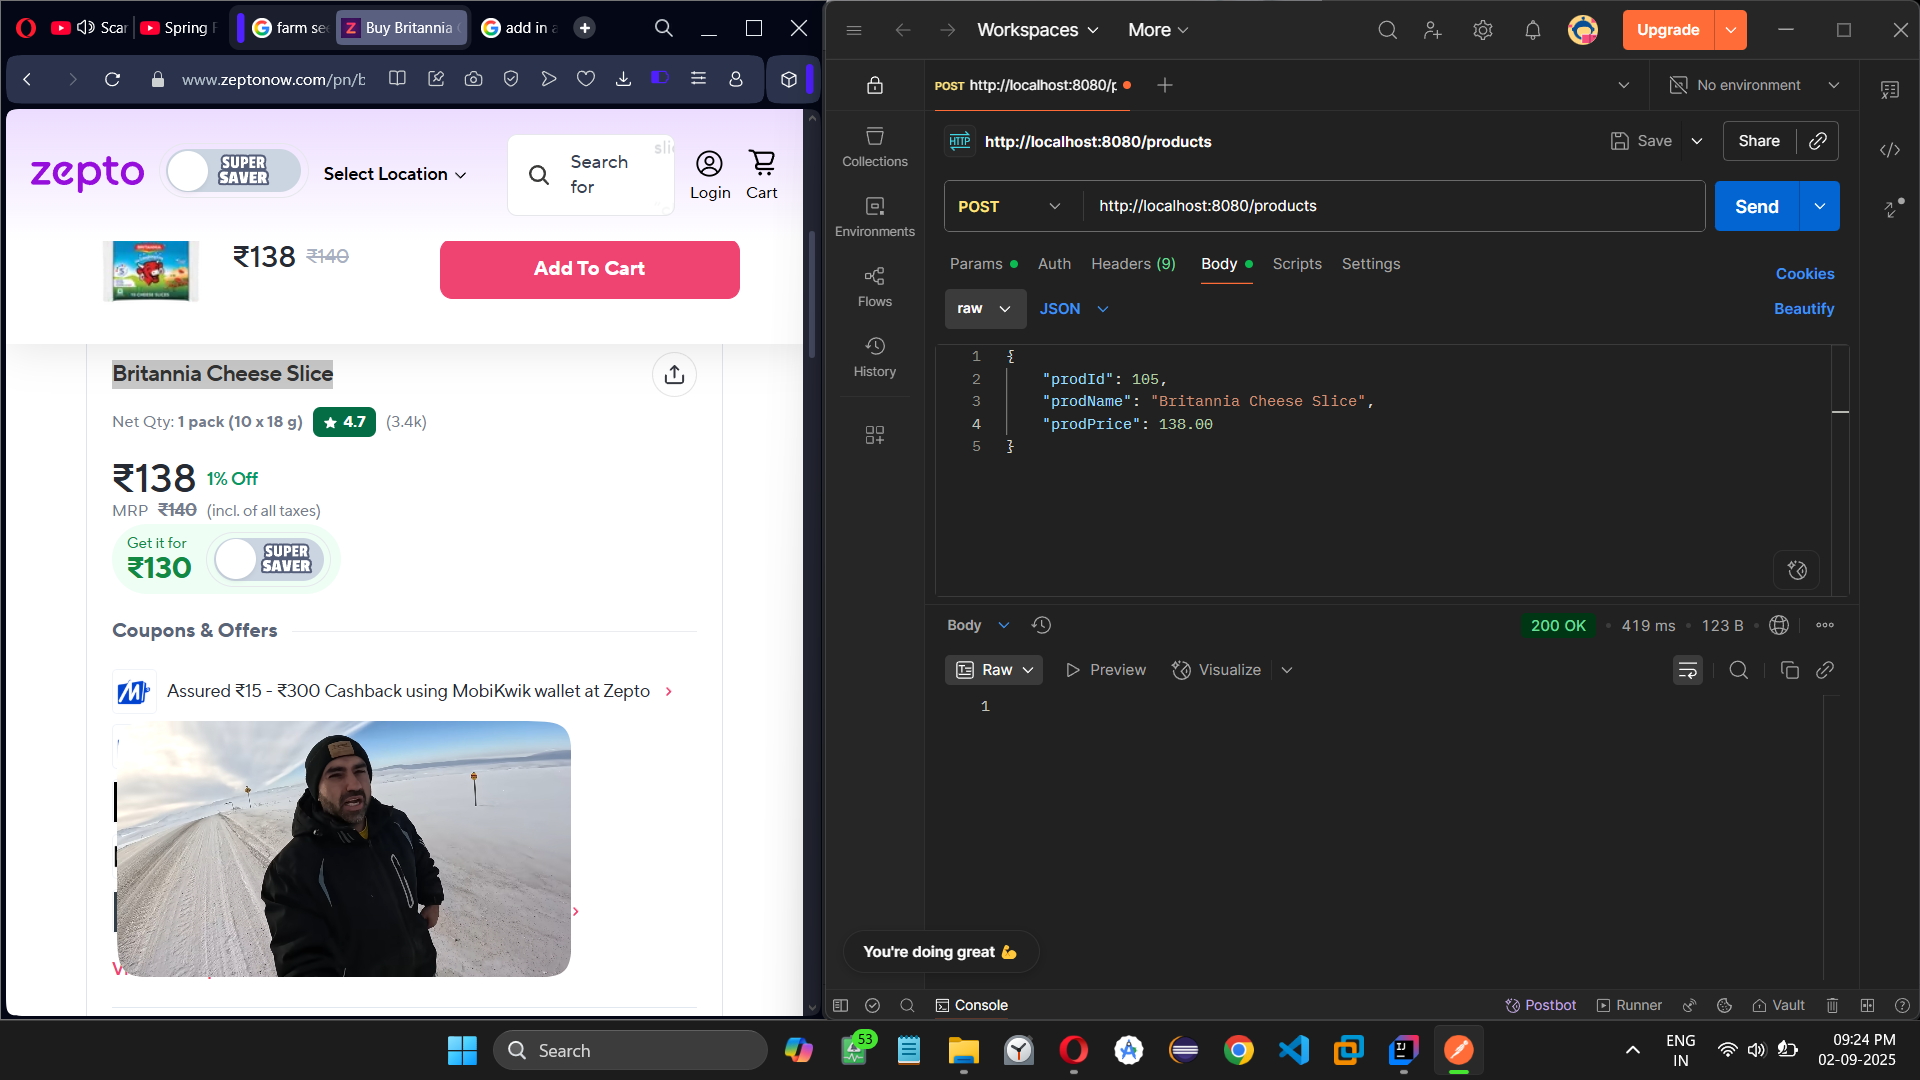 Scar
Spring F
farm sec
Buy Britannia
add in a
www.zeptonow.com/pn/b
zepto
SUPER
SAVER
Select Location
Search
for
slic
Login
Cart
₹138 ₹140
Add To Cart
Britannia Cheese Slice
Net Qty: 1 pack (10 x 18 g)
4.7
(3.4k)
₹138 1% Off
MRP ₹140 (incl. of all taxes)
Get it for
₹130
SUPER
SAVER
Coupons & Offers
Assured ₹15 - ₹300 Cashback using MobiKwik wallet at Zepto
Workspaces
More
Upgrade
POST http://localhost:8080/p
No environment
Collections
Environments
Flows
History
HTTP
http://localhost:8080/products
Save
Share
POST
http://localhost:8080/products
Send
Params
Auth
Headers (9)
Body
Scripts
Settings
Cookies
raw
JSON
Beautify
1 {
2 "prodId": 105,
3 "prodName": "Britannia Cheese Slice",
4 "prodPrice": 138.00
5 }
Body
200 OK
419 ms
123 B
Raw
Preview
Visualize
1
You're doing great 💪
Console
Postbot
Runner
Vault
Search
53
ENG
IN
09:24 PM
02-09-2025